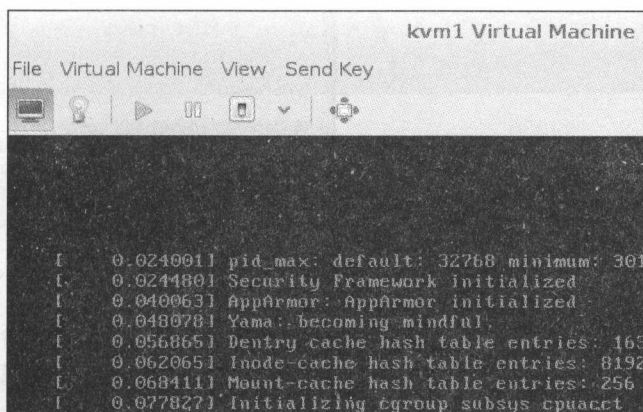 kvm1 Virtual Machine
File Virtual Machine View Send Key
[ 0.024001] pid_max: default: 32768 minimum: 301
[ 0.024480] Security Framework initialized
[ 0.040063] AppArmor: AppArmor initialized
[ 0.048078] Yama: becoming mindful.
[ 0.056865] Dentry cache hash table entries: 163
[ 0.062065] Inode-cache hash table entries: 8192
[ 0.068411] Mount-cache hash table entries: 256
[ 0.077827] Initializing cgroup subsys cpuacct